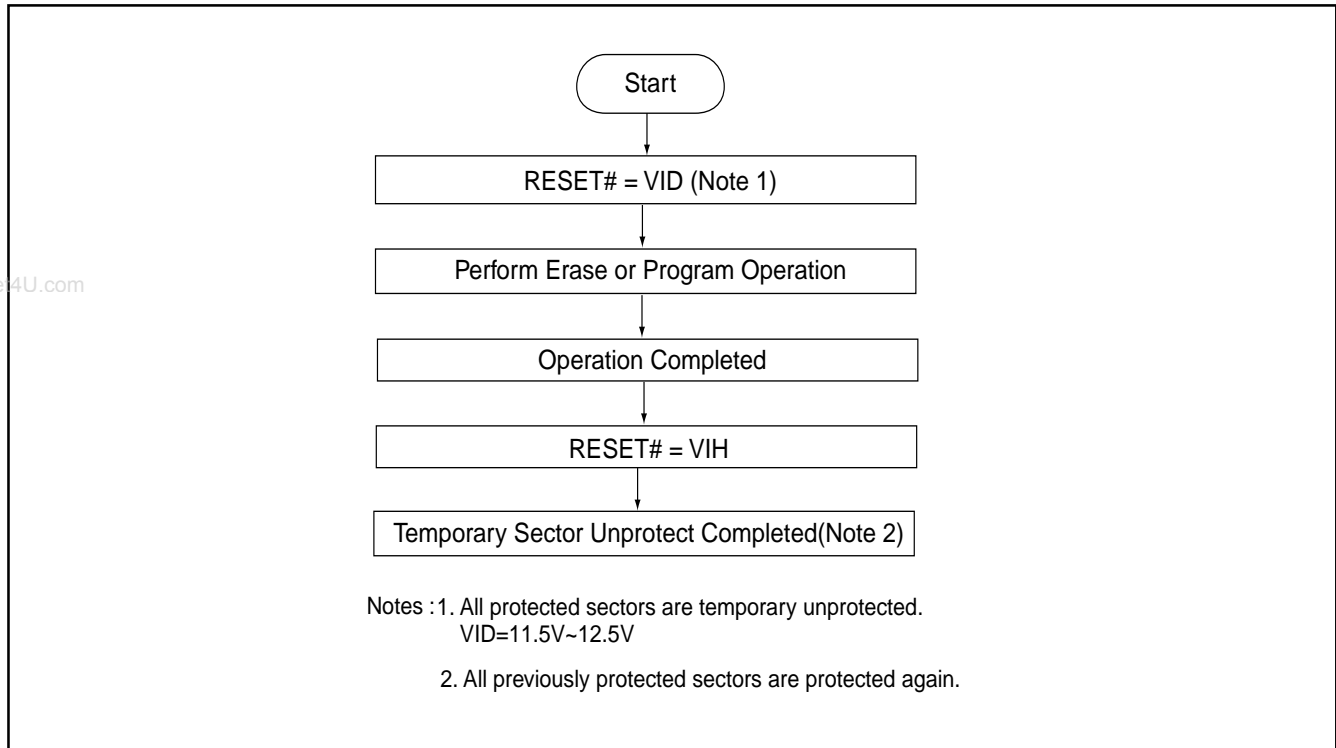 Start
RESET# = VID (Note 1)
Perform Erase or Program Operation
et4U.com
Operation Completed
RESET# = VIH
Temporary Sector Unprotect Completed(Note 2)
Notes :1. All protected sectors are temporary unprotected.
VID=11.5V~12.5V
2. All previously protected sectors are protected again.